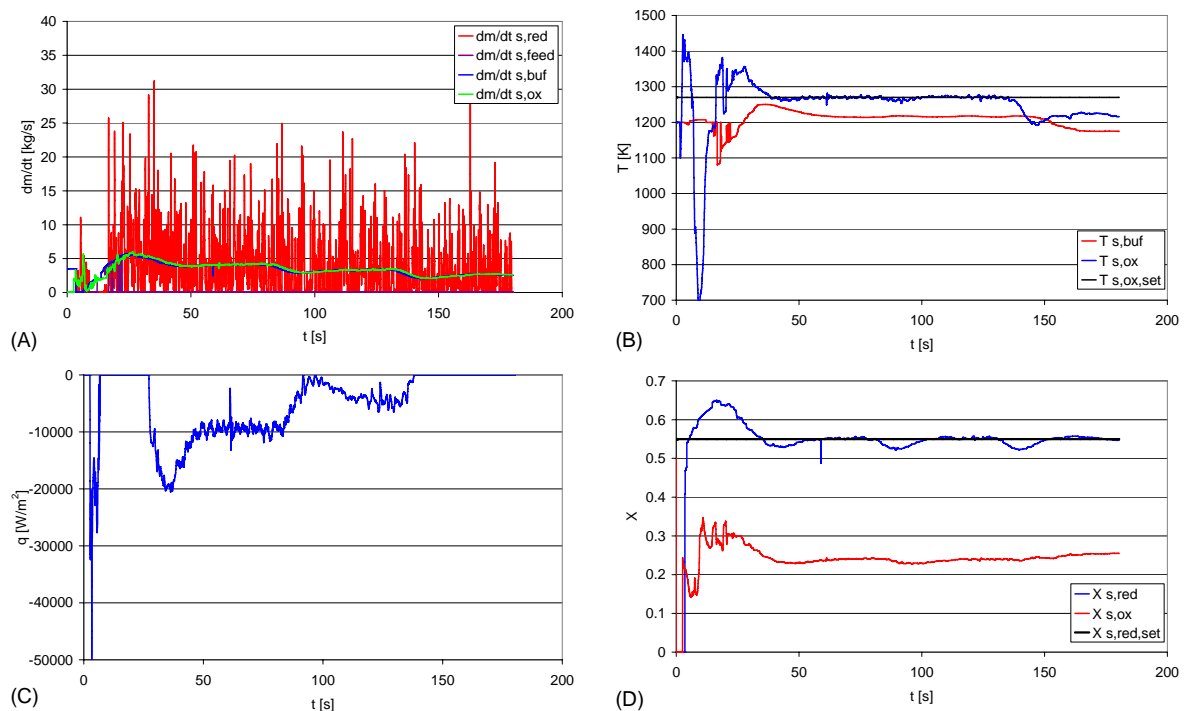 40
35
30
25
20
15
10
5
0
dm/dt [kg/s]
dm/dt s,red
dm/dt s,feed
dm/dt s,buf
dm/dt s,ox
0 50 100 150 200
t [s]
(A)
1500
1400
1300
1200
1100
1000
900
800
700
T [K]
T s,buf
T s,ox
T s,ox,set
0 50 100 150 200
t [s]
(B)
0
-10000
-20000
-30000
-40000
-50000
q [W/m²]
0 50 100 150 200
t [s]
(C)
0.7
0.6
0.5
0.4
0.3
0.2
0.1
0
X
X s,red
X s,ox
X s,red,set
0 50 100 150 200
t [s]
(D)